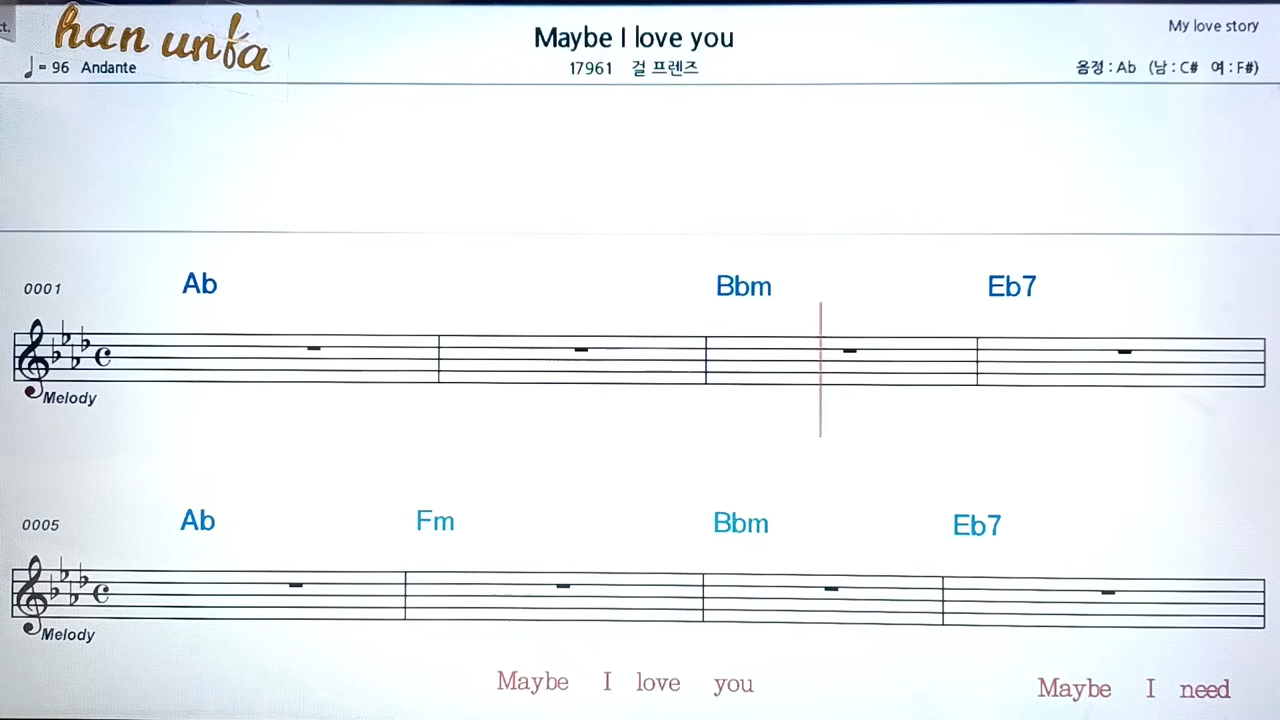 ct.
han unfa
Maybe I love you
My love story
♩= 96 Andante
17961 걸 프렌즈
음정 : Ab (남 : C# 여 : F#)
0001
Ab Bbm Eb7
Melody
0005
Ab Fm Bbm Eb7
Melody
Maybe I love you Maybe I need